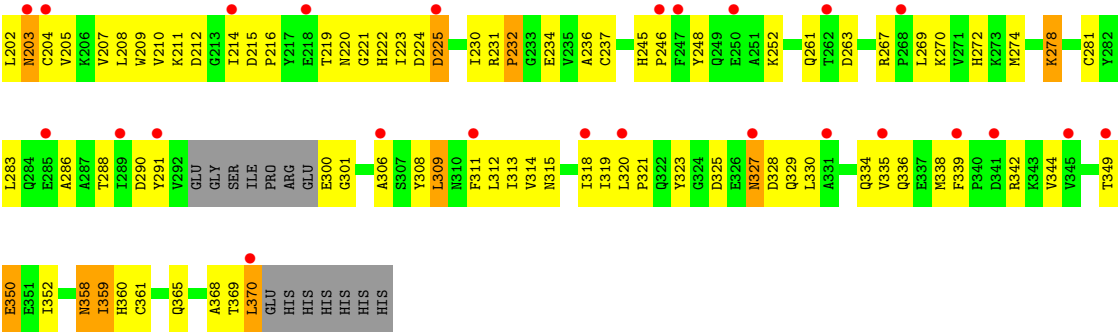 L202 N203 C204 V205 K206 V207 L208 W209 V210 K211 D212 G213 I214 D215 P216 Y217 E218 T219 N220 G221 H222 I223 D224 D225 I230 R231 P232 G233 E234 V235 A236 C237 H245 P246 F247 Y248 Q249 E250 A251 K252 Q261 T262 D263 R267 P268 L269 K270 V271 H272 K273 M274 K278 C281 Y282
L283 Q284 E285 A286 A287 T288 I289 D290 Y291 V292 GLU GLY SER ILE PRO ARG GLU E300 G301 A306 S307 Y308 L309 N310 F311 L312 I313 V314 N315 I318 I319 L320 P321 Q322 Y323 G324 D325 E326 N327 D328 Q329 L330 A331 Q334 V335 Q336 E337 M338 F339 P340 D341 R342 K343 V344 V345 T349
E350 E351 I352 N358 I359 H360 C361 Q365 A368 T369 L370 GLU HIS HIS HIS HIS HIS HIS